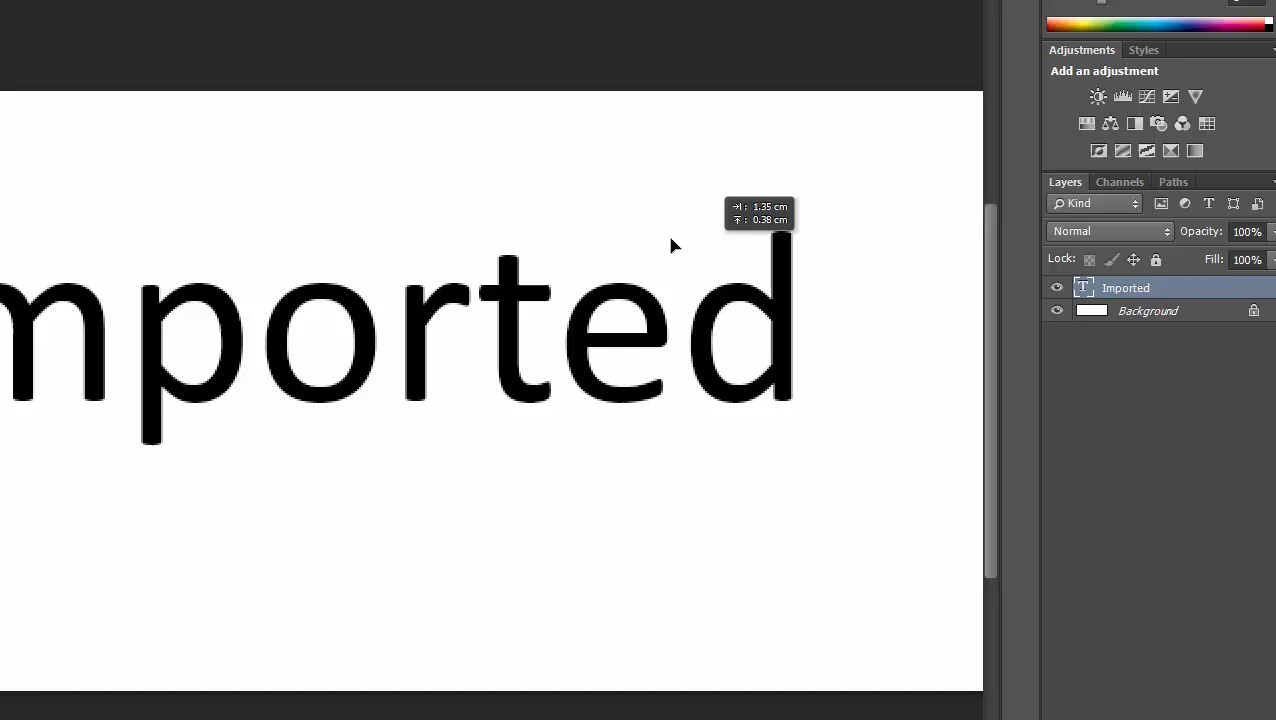 Adjustments Styles
Add an adjustment
Layers Channels Paths
Kind
Normal Opacity: 100%
Lock: Fill: 100%
T Imported
Background
: 1.35 cm
: 0.38 cm
mported